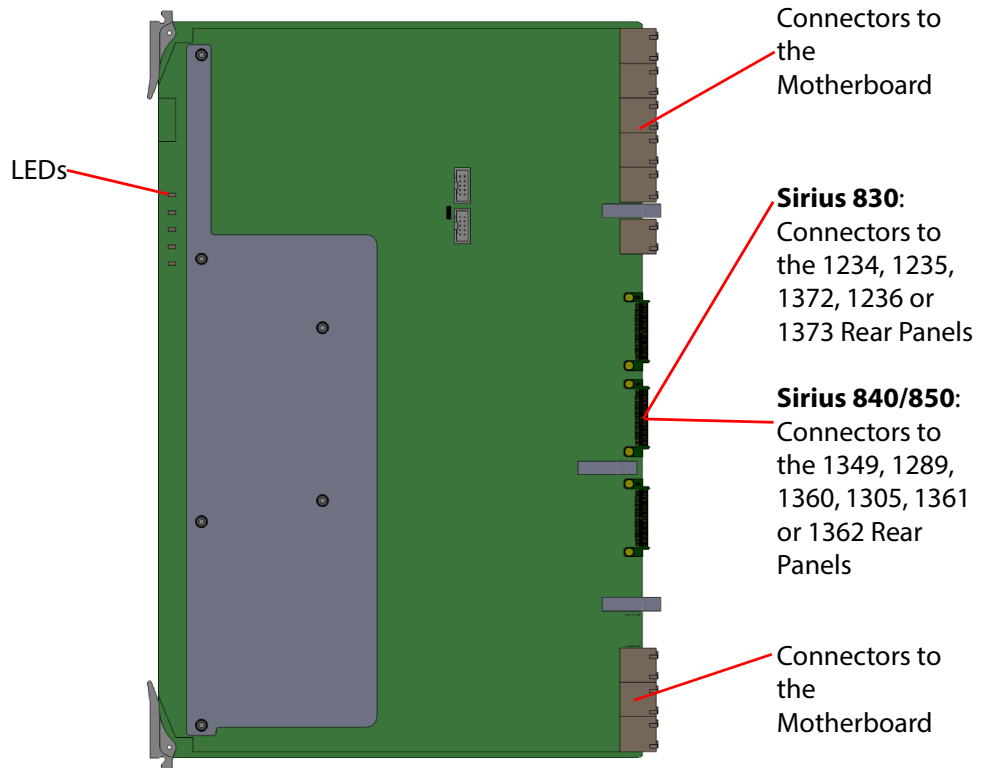 Connectors to
the
Motherboard
LEDs
Sirius 830:
Connectors to
the 1234, 1235,
1372, 1236 or
1373 Rear Panels
Sirius 840/850:
Connectors to
the 1349, 1289,
1360, 1305, 1361
or 1362 Rear
Panels
Connectors to
the
Motherboard